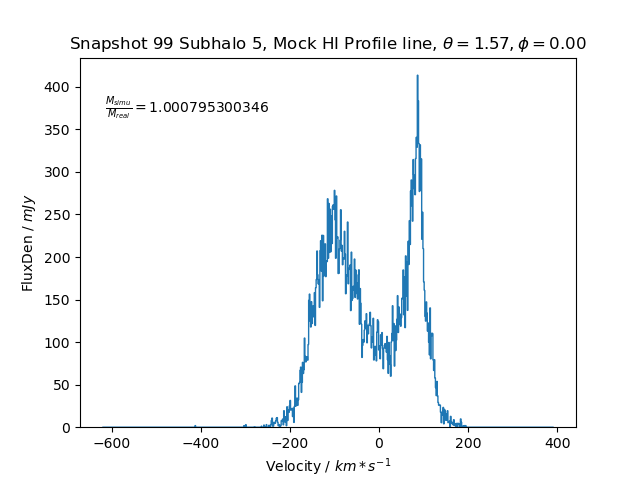 Snapshot 99 Subhalo 5, Mock HI Profile line, θ = 1.57, ϕ = 0.00
M_simu/M_real = 1.000795300346
400
350
300
250
200
150
100
50
0
FluxDen / mJy
−600 −400 −200 0 200 400
Velocity / km * s^−1